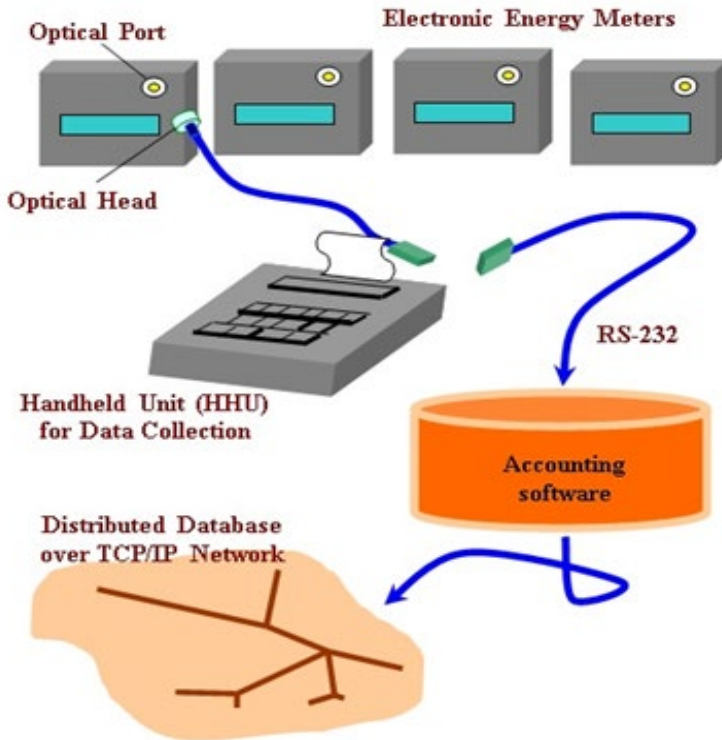 Optical Port
Electronic Energy Meters
Optical Head
RS-232
Handheld Unit (HHU)
for Data Collection
Accounting
software
Distributed Database
over TCP/IP Network